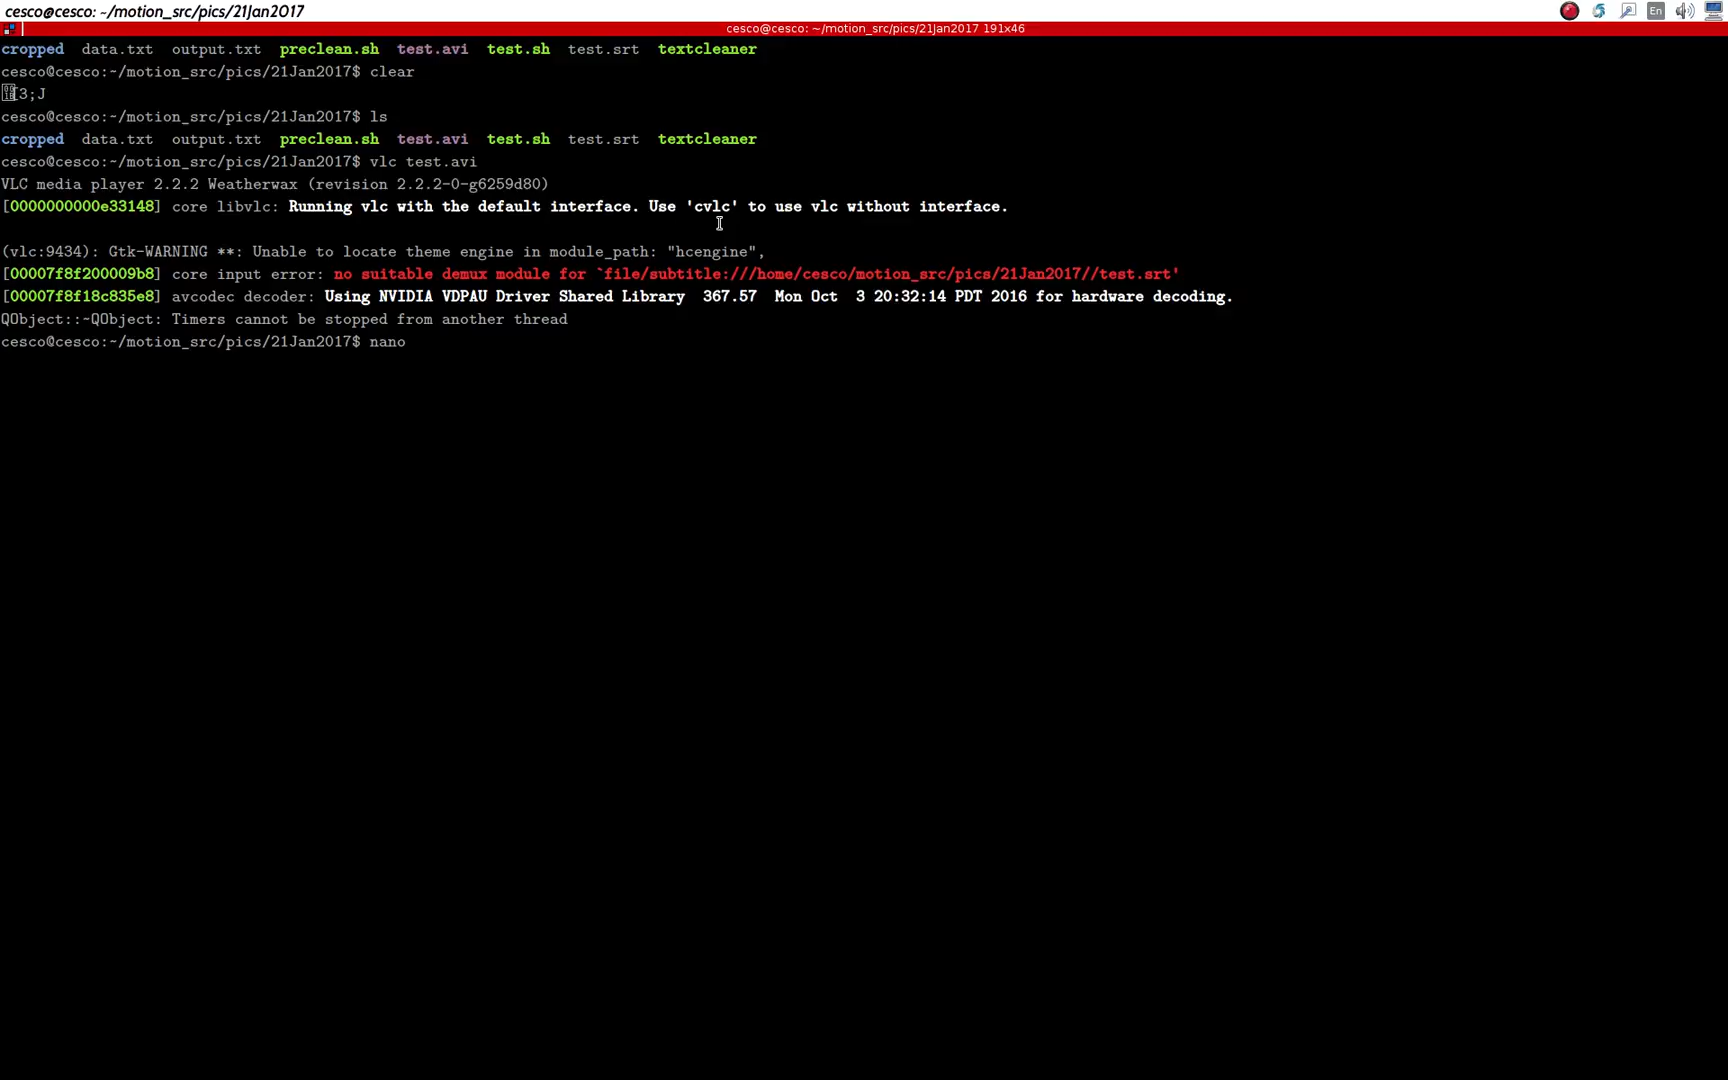 cesco@cesco: ~/motion_src/pics/21Jan2017
En
cesco@cesco: ~/motion_src/pics/21Jan2017 191x46
cropped data.txt output.txt preclean.sh test.avi test.sh test.srt textcleaner
cesco@cesco:~/motion_src/pics/21Jan2017$ clear
[3;J
cesco@cesco:~/motion_src/pics/21Jan2017$ ls
cropped data.txt output.txt preclean.sh test.avi test.sh test.srt textcleaner
cesco@cesco:~/motion_src/pics/21Jan2017$ vlc test.avi
VLC media player 2.2.2 Weatherwax (revision 2.2.2-0-g6259d80)
[0000000000e33148] core libvlc: Running vlc with the default interface. Use 'cvlc' to use vlc without interface.
(vlc:9434): Gtk-WARNING **: Unable to locate theme engine in module_path: "hcengine",
[00007f8f200009b8] core input error: no suitable demux module for `file/subtitle:///home/cesco/motion_src/pics/21Jan2017//test.srt'
[00007f8f18c835e8] avcodec decoder: Using NVIDIA VDPAU Driver Shared Library  367.57  Mon Oct  3 20:32:14 PDT 2016 for hardware decoding.
QObject::~QObject: Timers cannot be stopped from another thread
cesco@cesco:~/motion_src/pics/21Jan2017$ nano